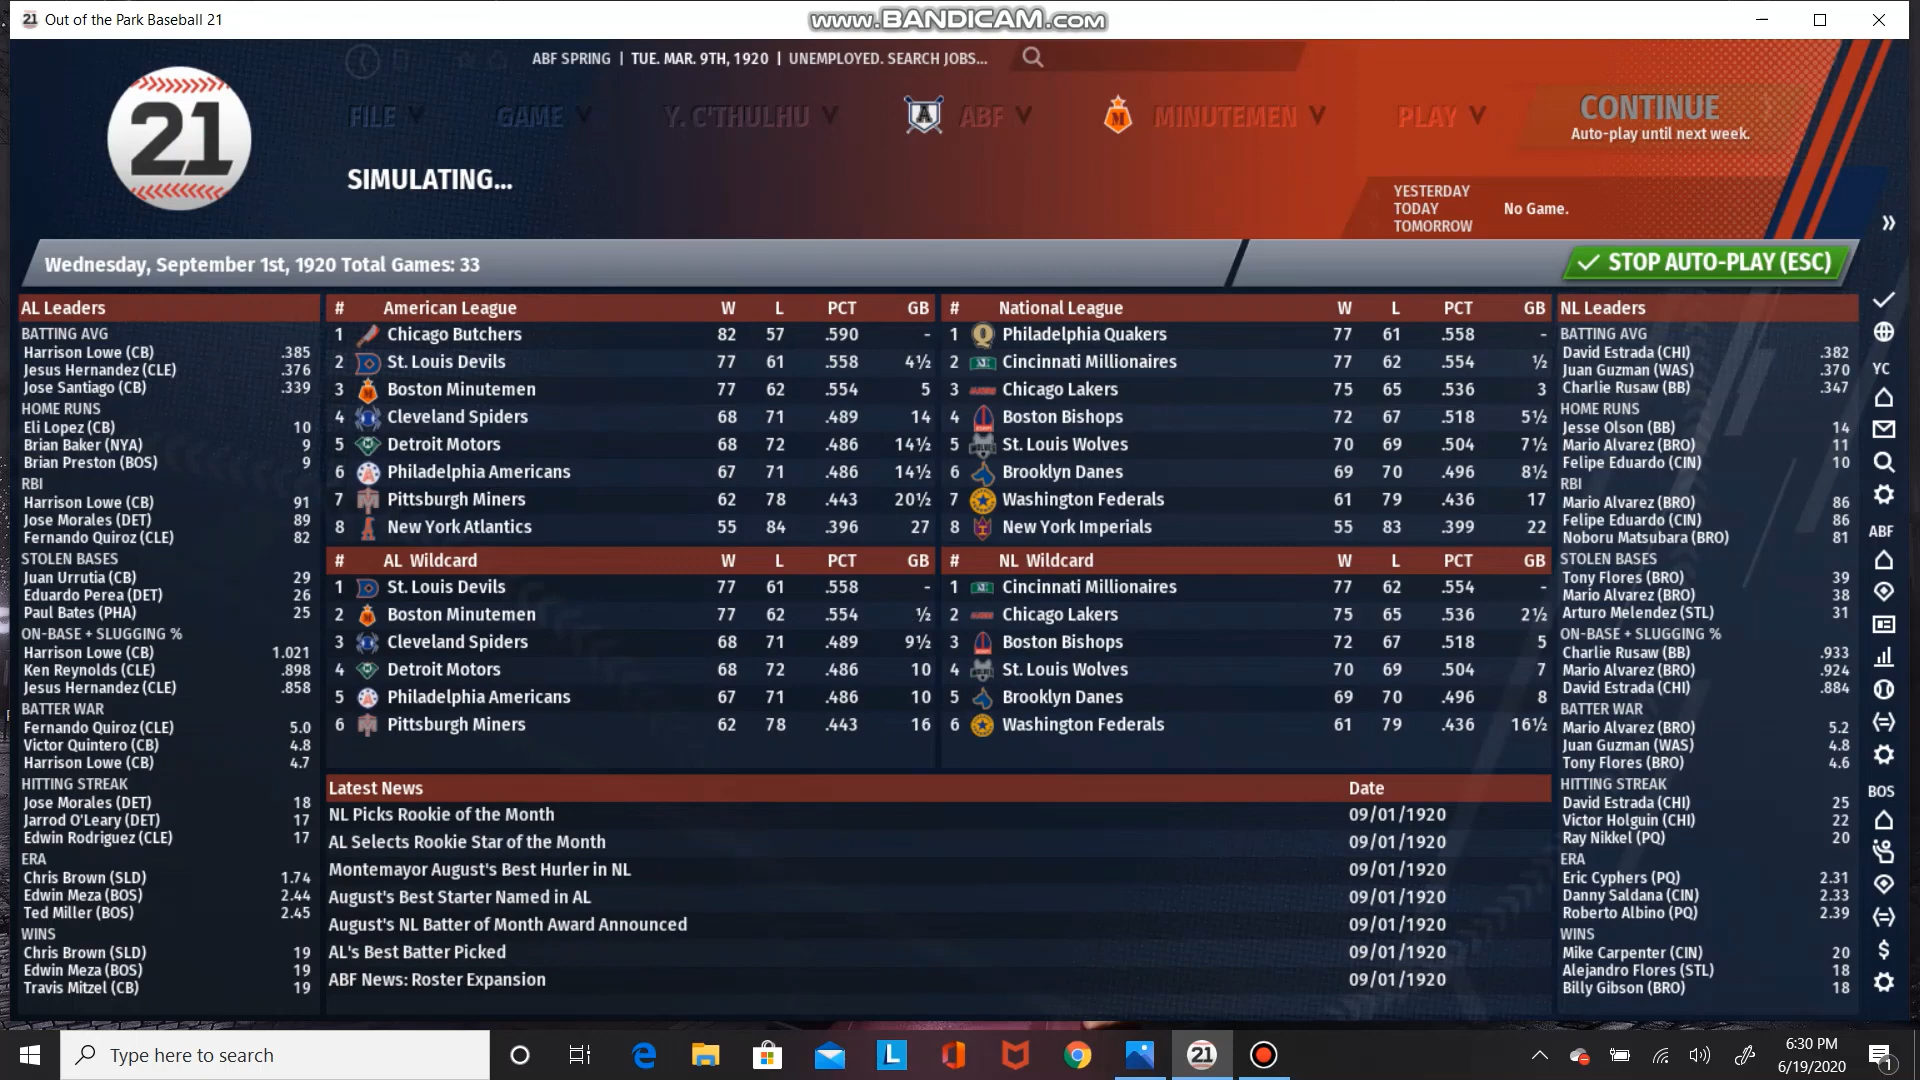 21 Out of the Park Baseball 21
www.BANDICAM.com
ABF SPRING | TUE. MAR. 9TH, 1920 | UNEMPLOYED. SEARCH JOBS...
21
FILE GAME Y. C'THULHU A ABF M MINUTEMEN PLAY
CONTINUE
Auto-play until next week.
SIMULATING...
YESTERDAY
TODAY
TOMORROW
No Game.
Wednesday, September 1st, 1920 Total Games: 33
STOP AUTO-PLAY (ESC)
AL Leaders
BATTING AVG
Harrison Lowe (CB) .385
Jesus Hernandez (CLE) .376
Jose Santiago (CB) .339
HOME RUNS
Eli Lopez (CB) 10
Brian Baker (NYA) 9
Brian Preston (BOS) 9
RBI
Harrison Lowe (CB) 91
Jose Morales (DET) 89
Fernando Quiroz (CLE) 82
STOLEN BASES
Juan Urrutia (CB) 29
Eduardo Perea (DET) 26
Paul Bates (PHA) 25
ON-BASE + SLUGGING %
Harrison Lowe (CB) 1.021
Ken Reynolds (CLE) .898
Jesus Hernandez (CLE) .858
BATTER WAR
Fernando Quiroz (CLE) 5.0
Victor Quintero (CB) 4.8
Harrison Lowe (CB) 4.7
HITTING STREAK
Jose Morales (DET) 18
Jarrod O'Leary (DET) 17
Edwin Rodriguez (CLE) 17
ERA
Chris Brown (SLD) 1.74
Edwin Meza (BOS) 2.44
Ted Miller (BOS) 2.45
WINS
Chris Brown (SLD) 19
Edwin Meza (BOS) 19
Travis Mitzel (CB) 19
# American League W L PCT GB
1 Chicago Butchers 82 57 .590 -
2 St. Louis Devils 77 61 .558 4½
3 Boston Minutemen 77 62 .554 5
4 Cleveland Spiders 68 71 .489 14
5 Detroit Motors 68 72 .486 14½
6 Philadelphia Americans 67 71 .486 14½
7 Pittsburgh Miners 62 78 .443 20½
8 New York Atlantics 55 84 .396 27
# AL Wildcard W L PCT GB
1 St. Louis Devils 77 61 .558 -
2 Boston Minutemen 77 62 .554 ½
3 Cleveland Spiders 68 71 .489 9½
4 Detroit Motors 68 72 .486 10
5 Philadelphia Americans 67 71 .486 10
6 Pittsburgh Miners 62 78 .443 16
# National League W L PCT GB
1 Philadelphia Quakers 77 61 .558 -
2 Cincinnati Millionaires 77 62 .554 ½
3 Chicago Lakers 75 65 .536 3
4 Boston Bishops 72 67 .518 5½
5 St. Louis Wolves 70 69 .504 7½
6 Brooklyn Danes 69 70 .496 8½
7 Washington Federals 61 79 .436 17
8 New York Imperials 55 83 .399 22
# NL Wildcard W L PCT GB
1 Cincinnati Millionaires 77 62 .554 -
2 Chicago Lakers 75 65 .536 2½
3 Boston Bishops 72 67 .518 5
4 St. Louis Wolves 70 69 .504 7
5 Brooklyn Danes 69 70 .496 8
6 Washington Federals 61 79 .436 16½
Latest News Date
NL Picks Rookie of the Month 09/01/1920
AL Selects Rookie Star of the Month 09/01/1920
Montemayor August's Best Hurler in NL 09/01/1920
August's Best Starter Named in AL 09/01/1920
August's NL Batter of Month Award Announced 09/01/1920
AL's Best Batter Picked 09/01/1920
ABF News: Roster Expansion 09/01/1920
NL Leaders
BATTING AVG
David Estrada (CHI) .382
Juan Guzman (WAS) .370
Charlie Rusaw (BB) .347
HOME RUNS
Jesse Olson (BB) 14
Mario Alvarez (BRO) 11
Felipe Eduardo (CIN) 10
RBI
Mario Alvarez (BRO) 86
Felipe Eduardo (CIN) 86
Noboru Matsubara (BRO) 81
STOLEN BASES
Tony Flores (BRO) 39
Mario Alvarez (BRO) 38
Arturo Melendez (STL) 31
ON-BASE + SLUGGING %
Charlie Rusaw (BB) .933
Mario Alvarez (BRO) .924
David Estrada (CHI) .884
BATTER WAR
Mario Alvarez (BRO) 5.2
Juan Guzman (WAS) 4.8
Tony Flores (BRO) 4.6
HITTING STREAK
David Estrada (CHI) 25
Victor Holguin (CHI) 22
Ray Nikkel (PQ) 20
ERA
Eric Cyphers (PQ) 2.31
Danny Saldana (CIN) 2.33
Roberto Albino (PQ) 2.39
WINS
Mike Carpenter (CIN) 20
Alejandro Flores (STL) 18
Billy Gibson (BRO) 18
YC
ABF
BOS
$
Type here to search
L
21
6:30 PM
6/19/2020
1